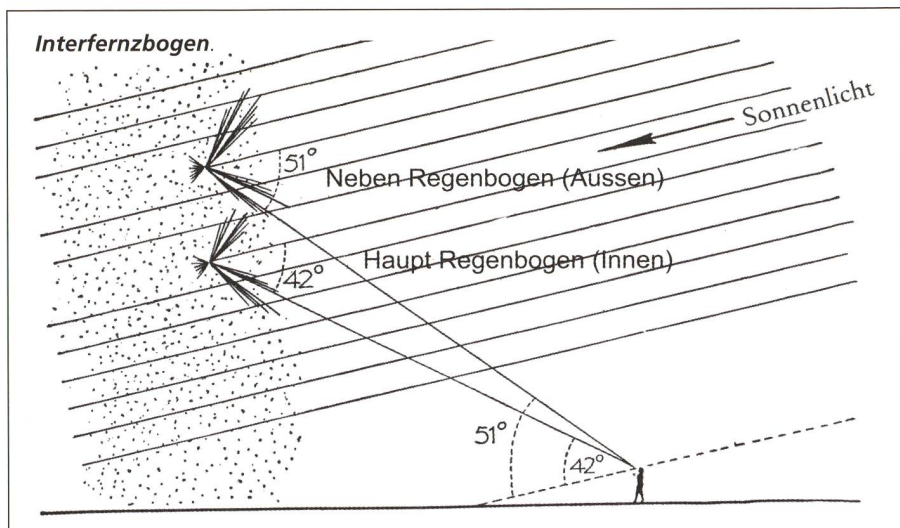 Interfernzbogen.
Sonnenlicht
51°
Neben Regenbogen (Aussen)
Haupt Regenbogen (Innen)
42°
51°
42°